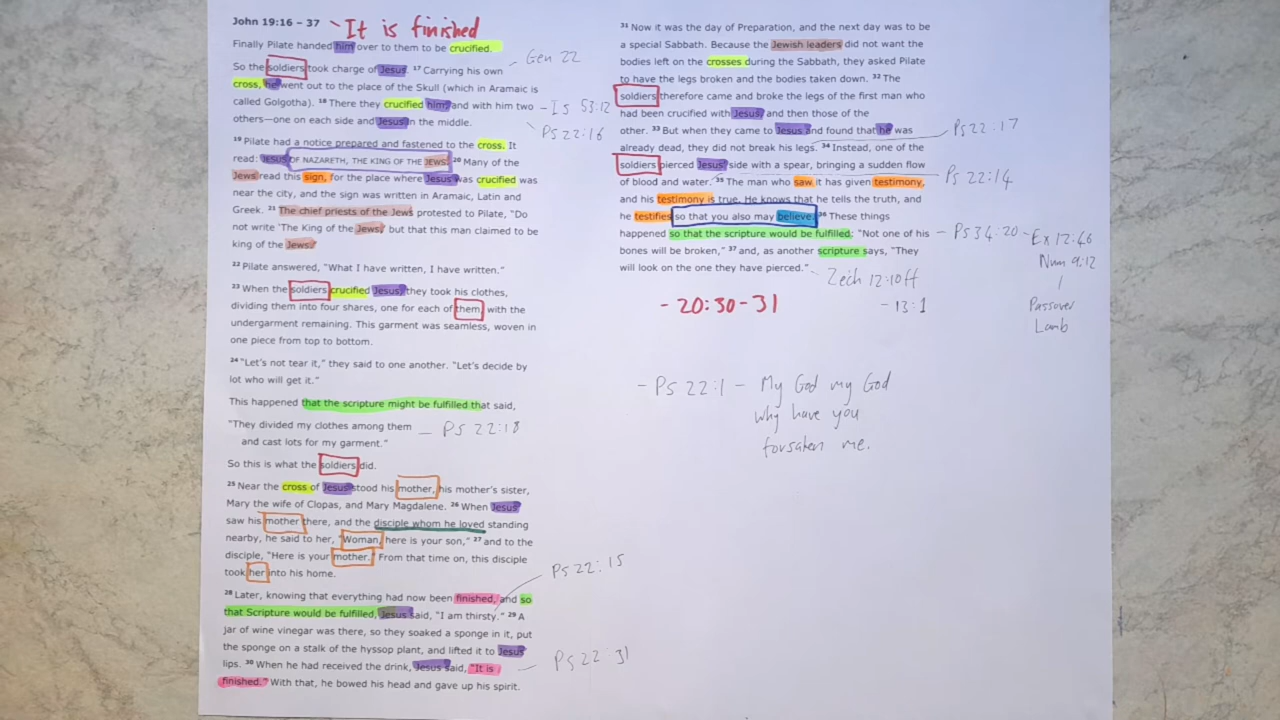 John 19:16 – 37 - It is finished
Finally Pilate handed him over to them to be crucified.
So the soldiers took charge of Jesus. 17 Carrying his own - Gen 22
cross, he went out to the place of the Skull (which in Aramaic is
called Golgotha). 18 There they crucified him, and with him two - Is 53:12
others—one on each side and Jesus in the middle. - Ps 22:16
19 Pilate had a notice prepared and fastened to the cross. It
read: JESUS OF NAZARETH, THE KING OF THE JEWS. 20 Many of the
Jews read this sign, for the place where Jesus was crucified was
near the city, and the sign was written in Aramaic, Latin and
Greek. 21 The chief priests of the Jews protested to Pilate, “Do
not write ‘The King of the Jews,’ but that this man claimed to be
king of the Jews.”
22 Pilate answered, “What I have written, I have written.”
23 When the soldiers crucified Jesus, they took his clothes,
dividing them into four shares, one for each of them, with the
undergarment remaining. This garment was seamless, woven in
one piece from top to bottom.
24 “Let’s not tear it,” they said to one another. “Let’s decide by
lot who will get it.”
This happened that the scripture might be fulfilled that said,
“They divided my clothes among them - Ps 22:18
and cast lots for my garment.”
So this is what the soldiers did.
25 Near the cross of Jesus stood his mother, his mother’s sister,
Mary the wife of Clopas, and Mary Magdalene. 26 When Jesus
saw his mother there, and the disciple whom he loved standing
nearby, he said to her, “Woman, here is your son,” 27 and to the
disciple, “Here is your mother.” From that time on, this disciple
took her into his home.
Ps 22:15
28 Later, knowing that everything had now been finished, and so
that Scripture would be fulfilled, Jesus said, “I am thirsty.” 29 A
jar of wine vinegar was there, so they soaked a sponge in it, put
the sponge on a stalk of the hyssop plant, and lifted it to Jesus’
lips. 30 When he had received the drink, Jesus said, “It is - Ps 22:31
finished.” With that, he bowed his head and gave up his spirit.
31 Now it was the day of Preparation, and the next day was to be
a special Sabbath. Because the Jewish leaders did not want the
bodies left on the crosses during the Sabbath, they asked Pilate
to have the legs broken and the bodies taken down. 32 The
soldiers therefore came and broke the legs of the first man who
had been crucified with Jesus, and then those of the
other. 33 But when they came to Jesus and found that he was Ps 22:17
already dead, they did not break his legs. 34 Instead, one of the
soldiers pierced Jesus’ side with a spear, bringing a sudden flow Ps 22:14
of blood and water. 35 The man who saw it has given testimony,
and his testimony is true. He knows that he tells the truth, and
he testifies so that you also may believe. 36 These things
happened so that the scripture would be fulfilled: “Not one of his - Ps 34:20 - Ex 12:46
bones will be broken,” 37 and, as another scripture says, “They Num 9:12
will look on the one they have pierced.” - Zech 12:10ff
- 13:1
Passover
Lamb
- 20:30-31
- Ps 22:1 - My God my God
why have you
forsaken me.